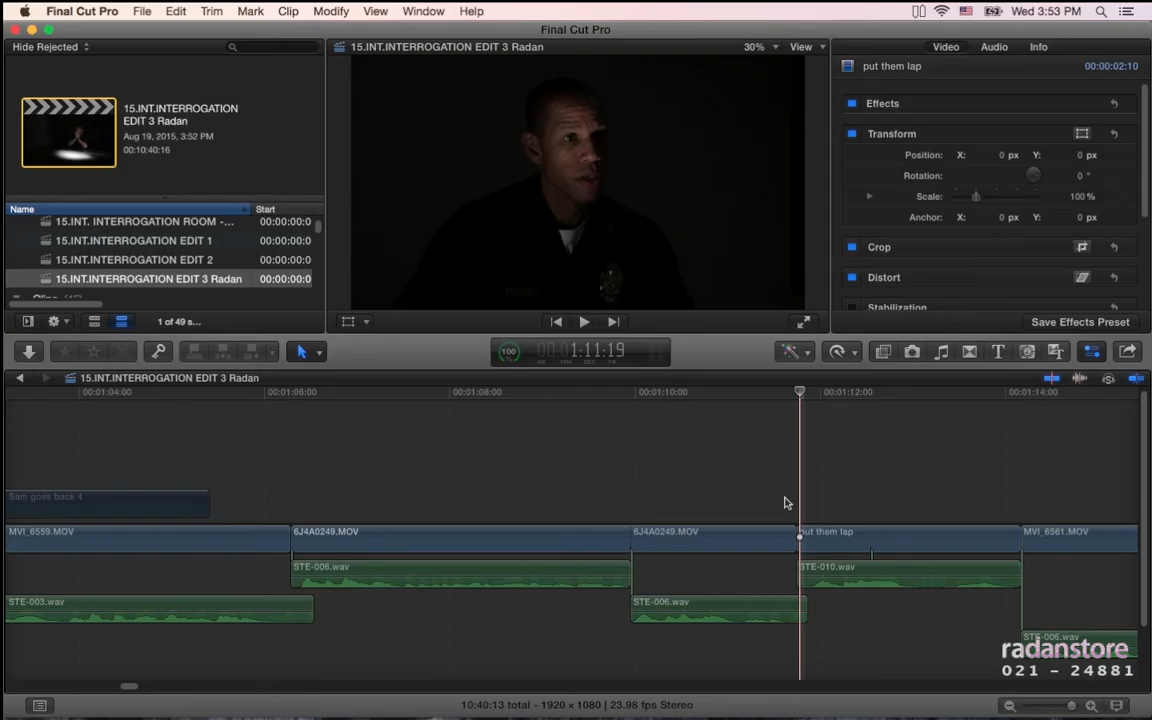 Final Cut Pro File Edit Trim Mark Clip Modify View Window Help Wed 3:53 PM
Final Cut Pro
Hide Rejected
15.INT.INTERROGATION EDIT 3 Radan 30% View
Video Audio Info
put them lap 00:00:02:10
15.INT.INTERROGATION
EDIT 3 Radan
Aug 19, 2015, 3:52 PM
00:10:40:16
Effects
Transform
Position: X: 0 px Y: 0 px
Rotation: 0 °
Scale: 100 %
Anchor: X: 0 px Y: 0 px
Crop
Distort
Stabilization
Save Effects Preset
Name Start
15.INT. INTERROGATION ROOM -... 00:00:00:0
15.INT.INTERROGATION EDIT 1 00:00:00:0
15.INT.INTERROGATION EDIT 2 00:00:00:0
15.INT.INTERROGATION EDIT 3 Radan 00:00:00:0
1 of 49 s...
100 00:01:11:19
HR MIN SEC FR
15.INT.INTERROGATION EDIT 3 Radan
00:01:04:00 00:01:06:00 00:01:08:00 00:01:10:00 00:01:12:00 00:01:14:00
Sam goes back 4
MVI_6559.MOV 6J4A0249.MOV 6J4A0249.MOV put them lap MVI_6561.MOV
STE-006.wav STE-010.wav
STE-003.wav STE-006.wav
STE-006.wav
radanstore
021 - 24881
10:40:13 total - 1920 × 1080 | 23.98 fps Stereo